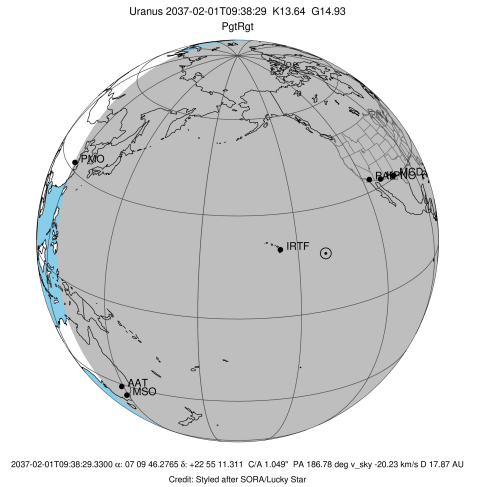 Uranus 2037-02-01T09:38:29 K13.64 G14.93
PgtRgt
PMO
IRTF
AAT
MSO
2037-02-01T09:38:29.3300 α: 07 09 46.2765 δ: +22 55 11.311 C/A 1.049" PA 186.78 deg v_sky -20.23 km/s D 17.87 AU
Credit: Styled after SORA/Lucky Star